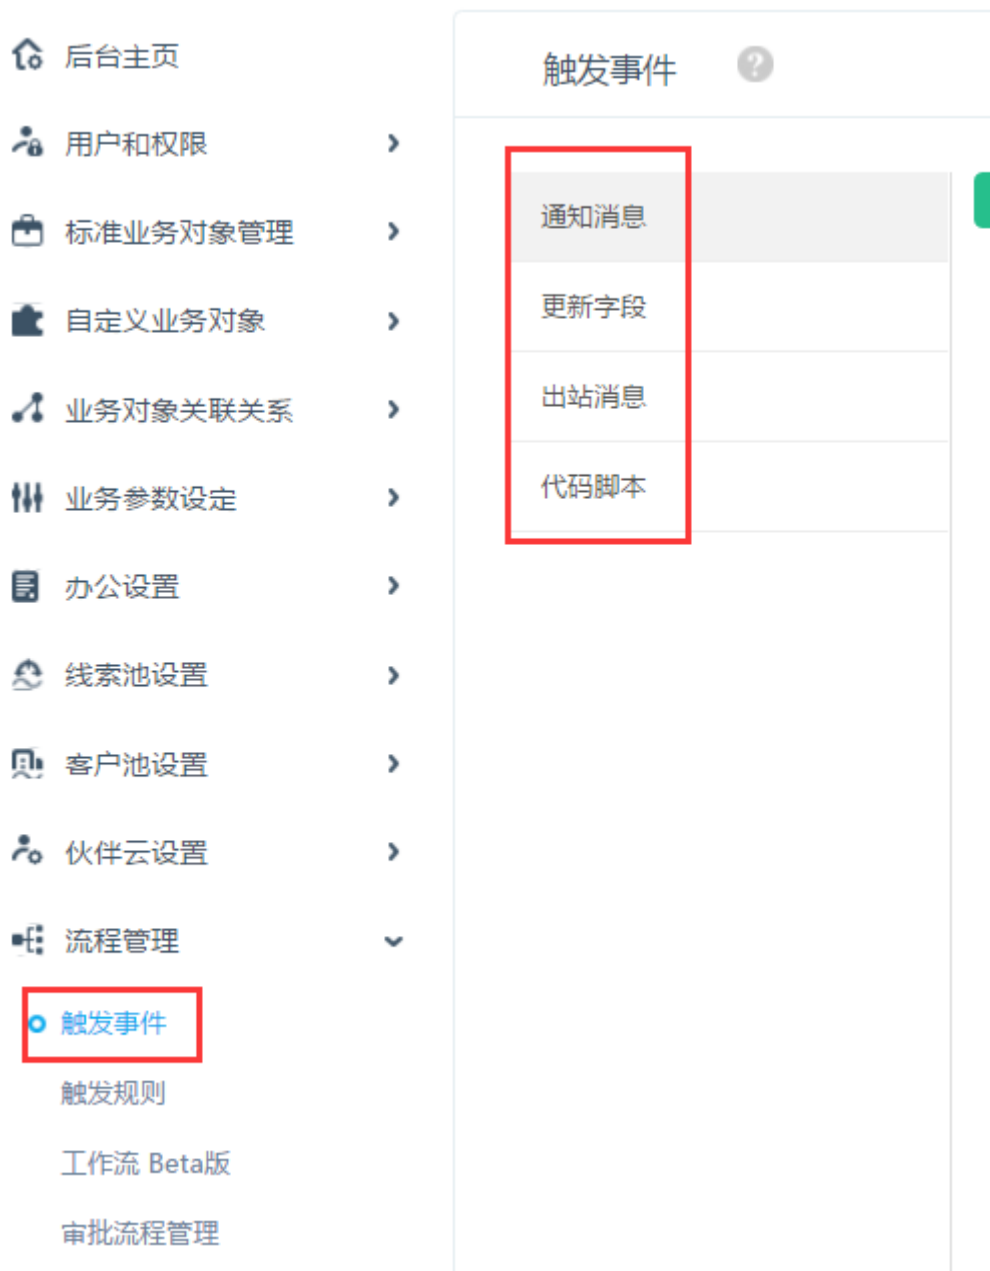 后台主页
用户和权限
标准业务对象管理
自定义业务对象
业务对象关联关系
业务参数设定
办公设置
线索池设置
客户池设置
伙伴云设置
流程管理
触发事件
触发规则
工作流 Beta版
审批流程管理
触发事件 ?
通知消息
更新字段
出站消息
代码脚本